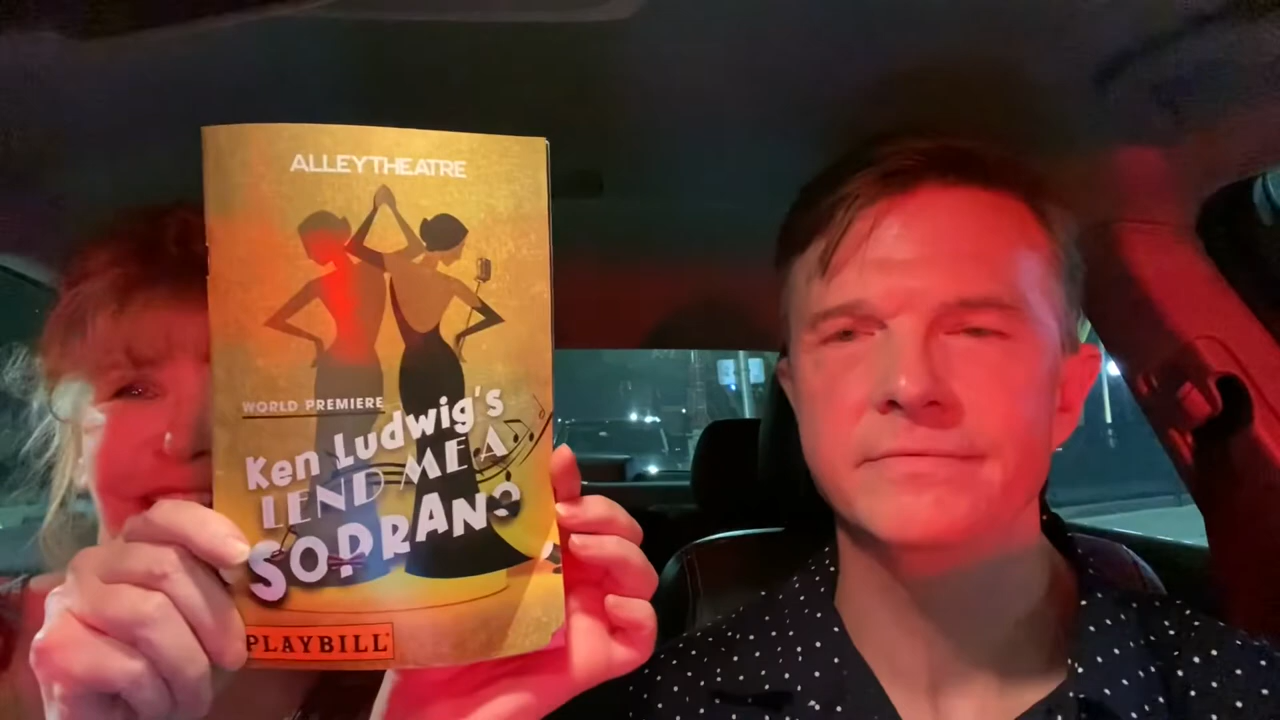 ALLEYTHEATRE
WORLD PREMIERE
Ken Ludwig's
LEND ME A
SOPRANO
PLAYBILL